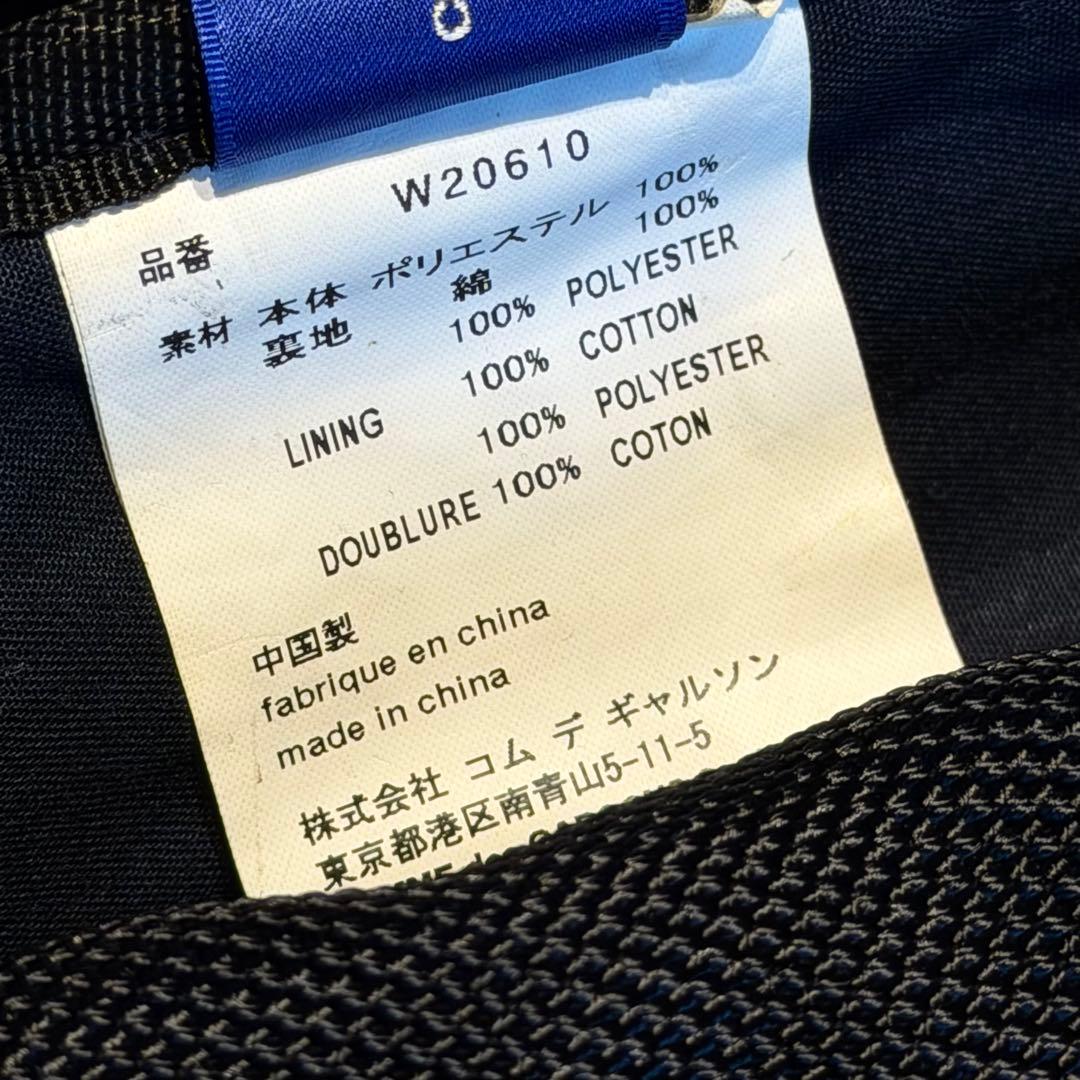 品番 W20610
素材 本体 ポリエステル 100%
裏地 綿 100%
100% POLYESTER
LINING 100% COTTON
100% POLYESTER
DOUBLURE 100% COTON
中国製
fabrique en china
made in china
株式会社 コム デ ギャルソン
東京都港区南青山5-11-5